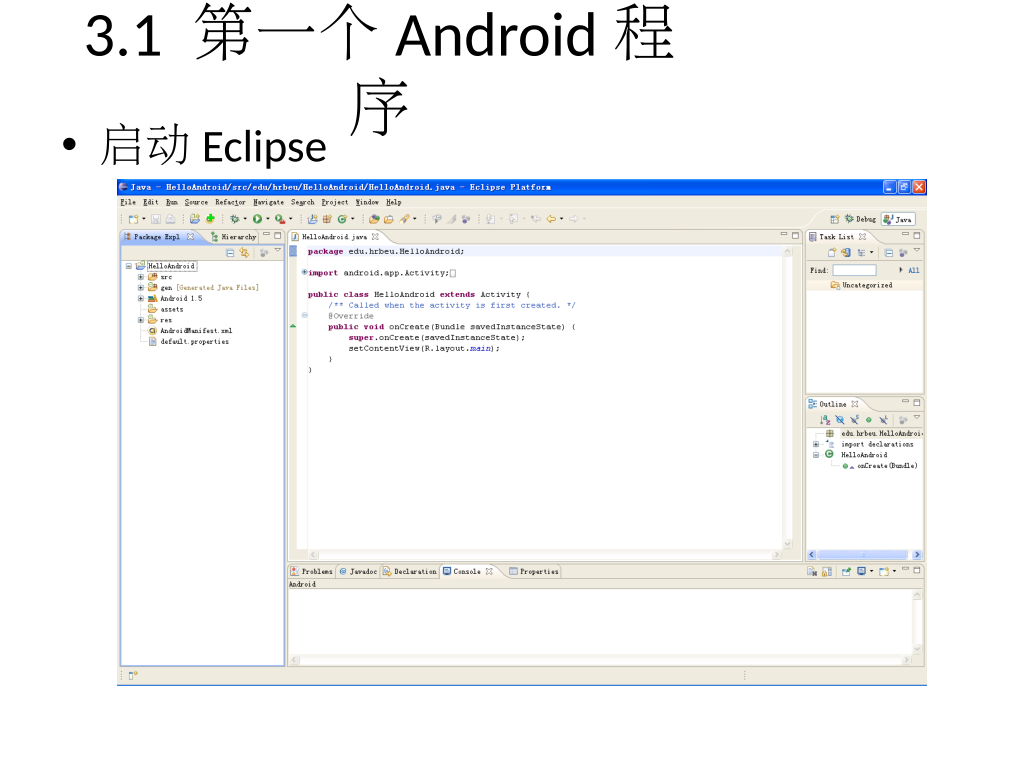 3.1 第一个 Android 程
序
• 启动 Eclipse
Java - HelloAndroid/src/edu/hrbeu/HelloAndroid/HelloAndroid.java - Eclipse Platform
File Edit Run Source Refactor Navigate Search Project Window Help
Debug Java
Package Expl Hierarchy
HelloAndroid
src
gen [Generated Java Files]
Android 1.5
assets
res
AndroidManifest.xml
default.properties
HelloAndroid.java
package edu.hrbeu.HelloAndroid;
import android.app.Activity;
public class HelloAndroid extends Activity {
/** Called when the activity is first created. */
@Override
public void onCreate(Bundle savedInstanceState) {
super.onCreate(savedInstanceState);
setContentView(R.layout.main);
}
}
Task List
Find: All
Uncategorized
Outline
edu.hrbeu.HelloAndroi
import declarations
HelloAndroid
onCreate(Bundle)
Problems Javadoc Declaration Console Properties
Android